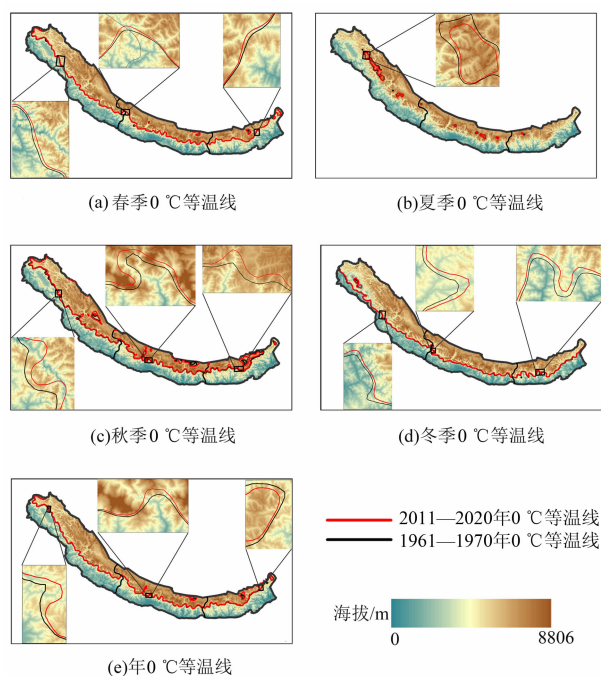 (a) 春季0 ℃等温线
(b)夏季0 ℃等温线
(c)秋季0 ℃等温线
(d)冬季0 ℃等温线
2011—2020年0 ℃等温线
1961—1970年0 ℃等温线
海拔/m
0
8806
(e)年0 ℃等温线